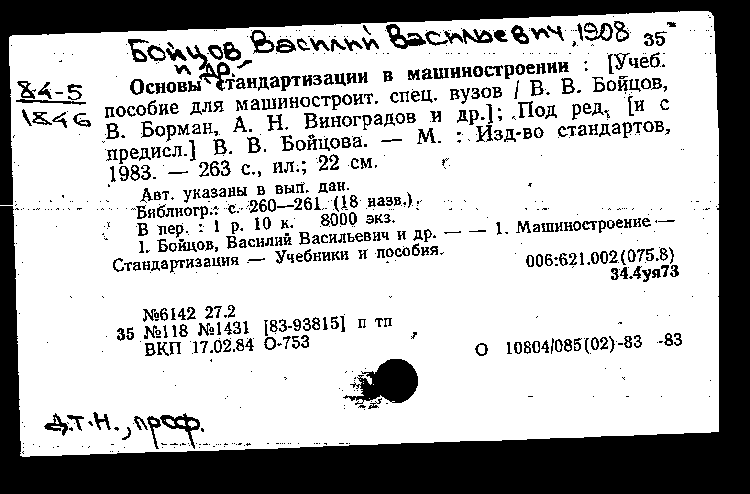 Бойцов Василий Васильевич, 1908
и др.
35
84-5
1846
Основы стандартизации в машиностроении : [Учеб.
пособие для машиностроит. спец. вузов / В. В. Бойцов,
В. Борман, А. Н. Виноградов и др.]; Под ред. [и с
предисл.] В. В. Бойцова. — М. : Изд-во стандартов,
1983. — 263 с., ил.; 22 см.
Авт. указаны в вып. дан.
Библиогр.: с. 260—261 (18 назв.).
В пер. : 1 р. 10 к. 8000 экз.
1. Бойцов, Василий Васильевич и др. — — 1. Машиностроение —
Стандартизация — Учебники и пособия.
006:621.002(075.8)
34.4уя73
№6142 27.2
35 №118 №1431 [83-93815] п тп
ВКП 17.02.84 О-753
О 10804/085(02)-83 -83
д.т.н., проф.